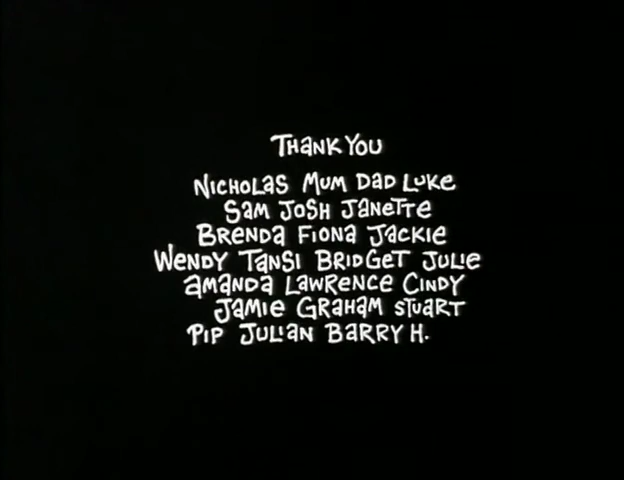 THANK YOU
NICHOLAS MUM DAD LUKE
SAM JOSH JANETTE
BRENDA FIONA JACKIE
WENDY TANSI BRIDGET JULIE
AMANDA LAWRENCE CINDY
JAMIE GRAHAM STUART
PIP JULIAN BARRY H.